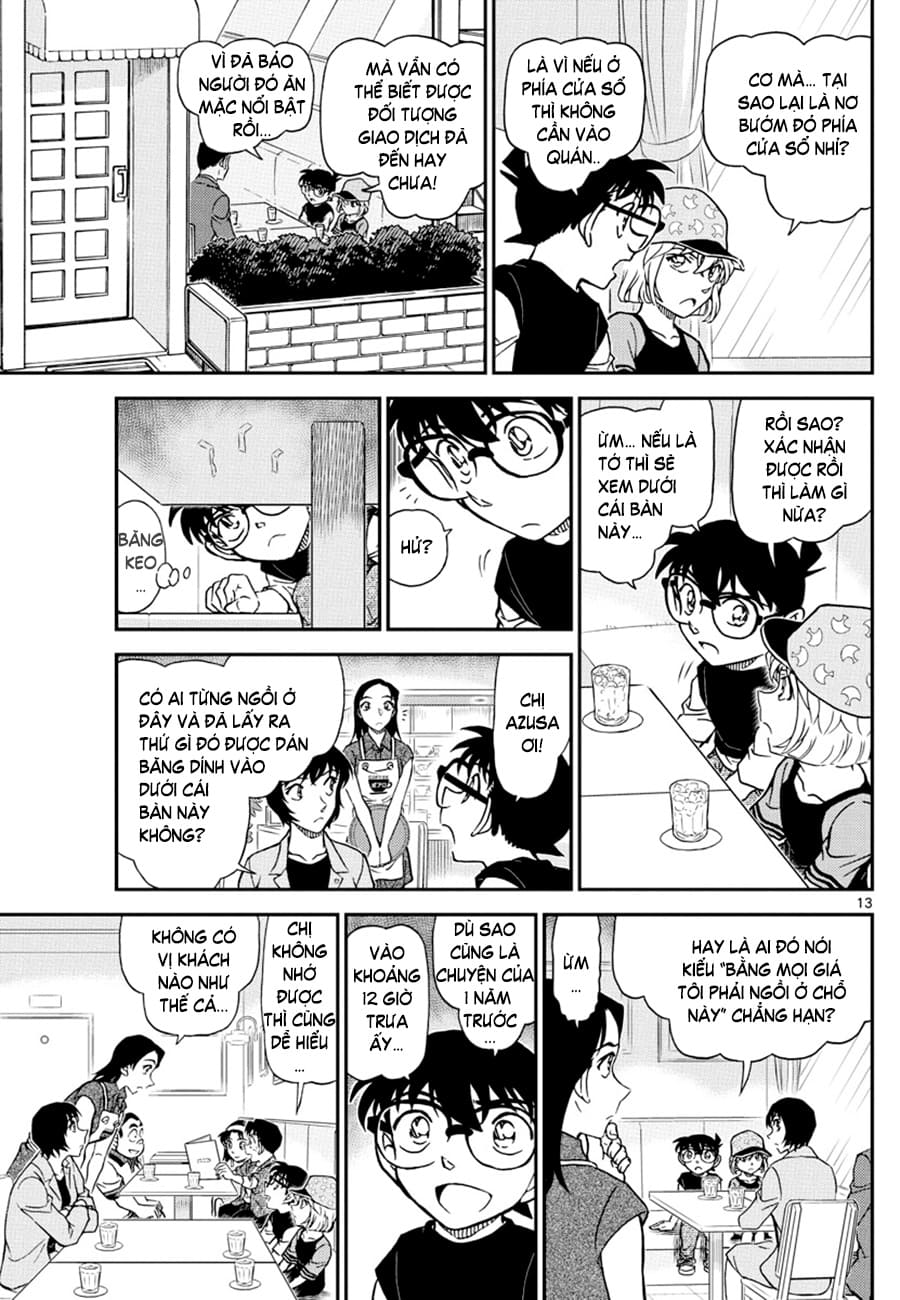 CƠ MÀ... TẠI
SAO LẠI LÀ NƠ
BƯỚM ĐÓ PHÍA
CỬA SỔ NHỈ?
LÀ VÌ NẾU Ở
PHÍA CỬA SỔ
THÌ KHÔNG
CẦN VÀO
QUÁN..
MÀ VẨN CÓ
THỂ BIẾT ĐƯỢC
ĐỐI TƯỢNG
GIAO DỊCH ĐÃ
ĐẾN HAY
CHƯA!
VÌ ĐÃ BẢO
NGƯỜI ĐÓ ĂN
MẶC NỔI BẬT
RỒI...
RỒI SAO?
XÁC NHẬN
ĐƯỢC RỒI
THÌ LÀM GÌ
NỮA?
ỪM... NẾU LÀ
TỚ THÌ SẼ
XEM DƯỚI
CÁI BÀN
NÀY...
HỬ?
BĂNG
KEO
...
CHỊ
AZUSA
ƠI!
CÓ AI TỪNG NGỒI Ở
ĐÂY VÀ ĐÃ LẤY RA
THỨ GÌ ĐÓ ĐƯỢC DÁN
BĂNG DÍNH VÀO
DƯỚI CÁI
BÀN NÀY
KHÔNG?
13
HAY LÀ AI ĐÓ NÓI
KIỂU "BẰNG MỌI GIÁ
TÔI PHẢI NGỒI Ở CHỔ
NÀY" CHẲNG HẠN?
ỪM
...
DÙ SAO
CŨNG LÀ
CHUYỆN CỦA
1 NĂM
TRƯỚC
...
VÀO
KHOẢNG
12 GIỜ
TRƯA
ẤY...
CHỊ
KHÔNG
NHỚ
ĐƯỢC
THÌ CŨNG
DỄ HIỂU
...
KHÔNG CÓ
VỊ KHÁCH
NÀO NHƯ
THẾ CẢ...